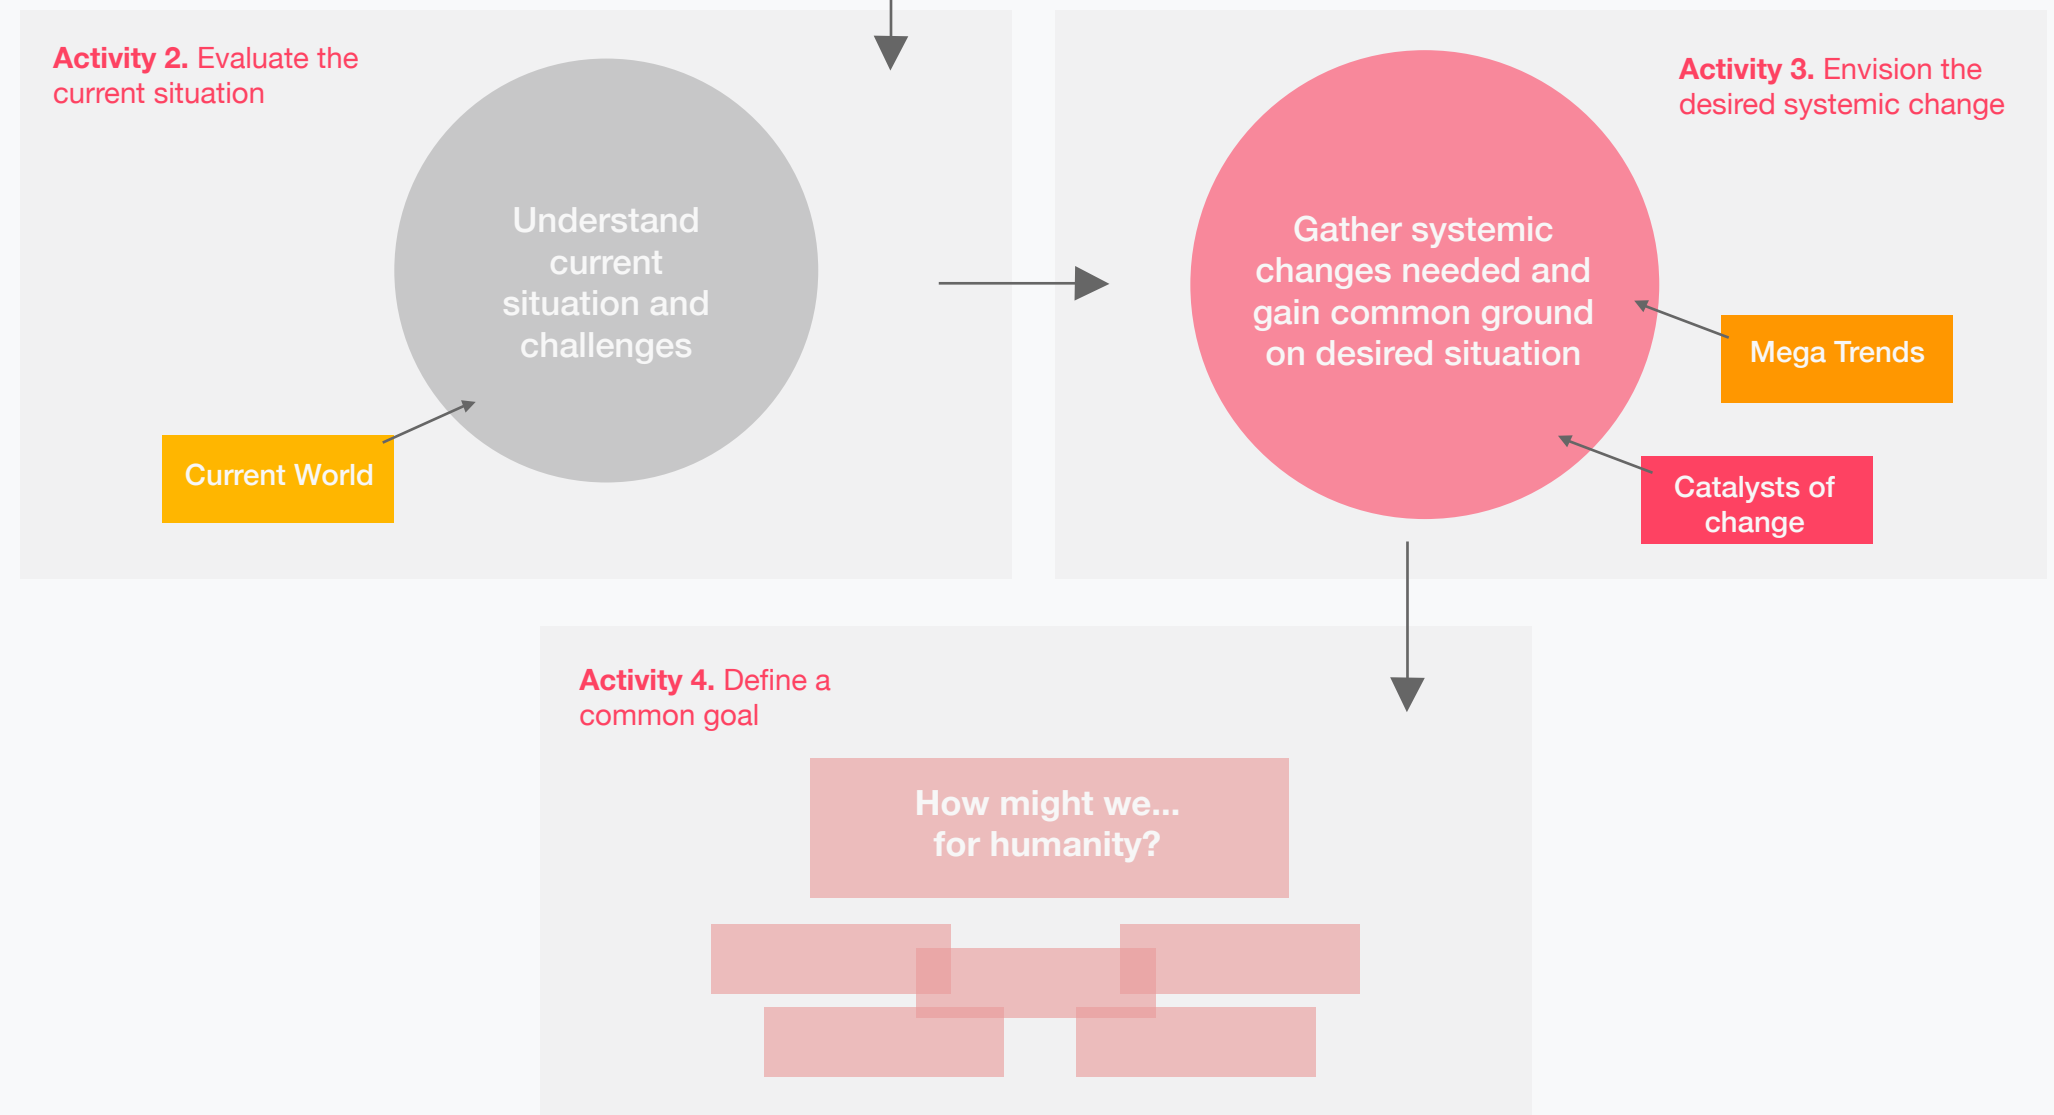 Activity 2. Evaluate the
current situation
Understand
current
situation and
challenges
Current World
Activity 3. Envision the
desired systemic change
Gather systemic
changes needed and
gain common ground
on desired situation
Mega Trends
Catalysts of
change
Activity 4. Define a
common goal
How might we...
for humanity?